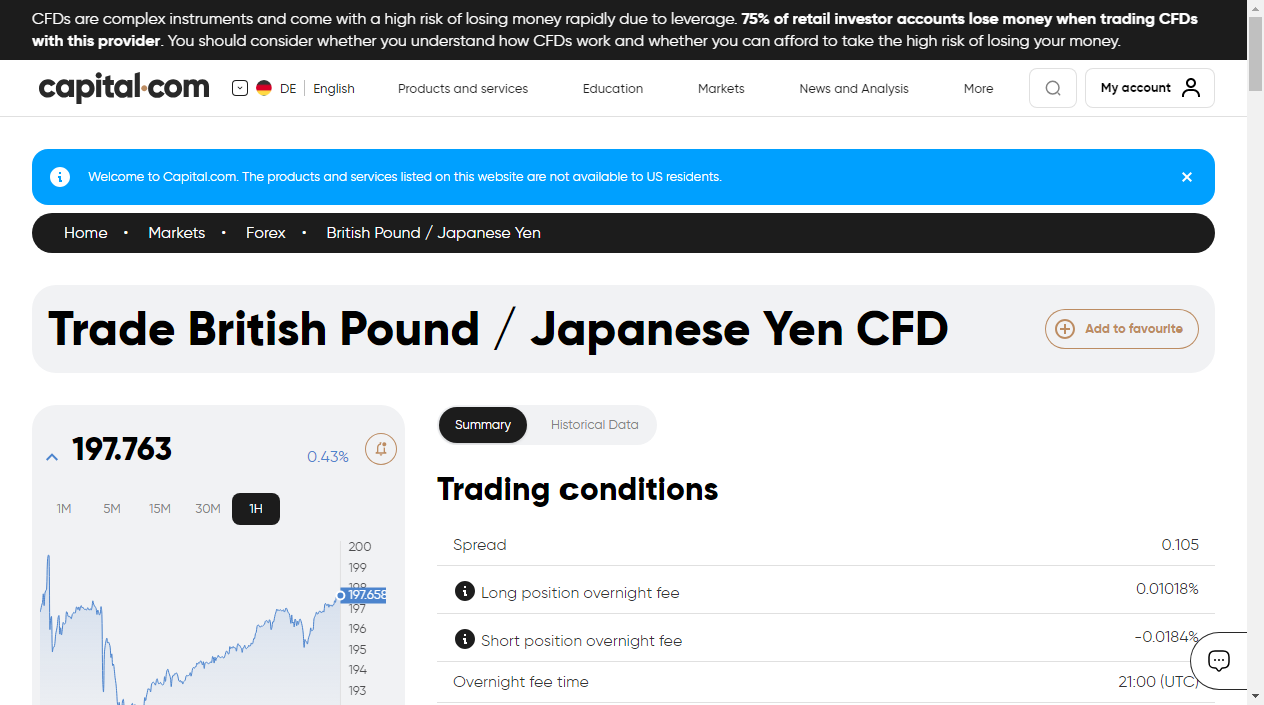 CFDs are complex instruments and come with a high risk of losing money rapidly due to leverage. 75% of retail investor accounts lose money when trading CFDs
with this provider. You should consider whether you understand how CFDs work and whether you can afford to take the high risk of losing your money.
capital.com
DE English
Products and services
Education
Markets
News and Analysis
More
My account
Welcome to Capital.com. The products and services listed on this website are not available to US residents.
Home • Markets • Forex • British Pound / Japanese Yen
Trade British Pound / Japanese Yen CFD
Add to favourite
197.763
0.43%
1M 5M 15M 30M 1H
200
199
198
197.658
197
196
195
194
193
Summary
Historical Data
Trading conditions
Spread 0.105
Long position overnight fee 0.01018%
Short position overnight fee -0.0184%
Overnight fee time 21:00 (UTC)